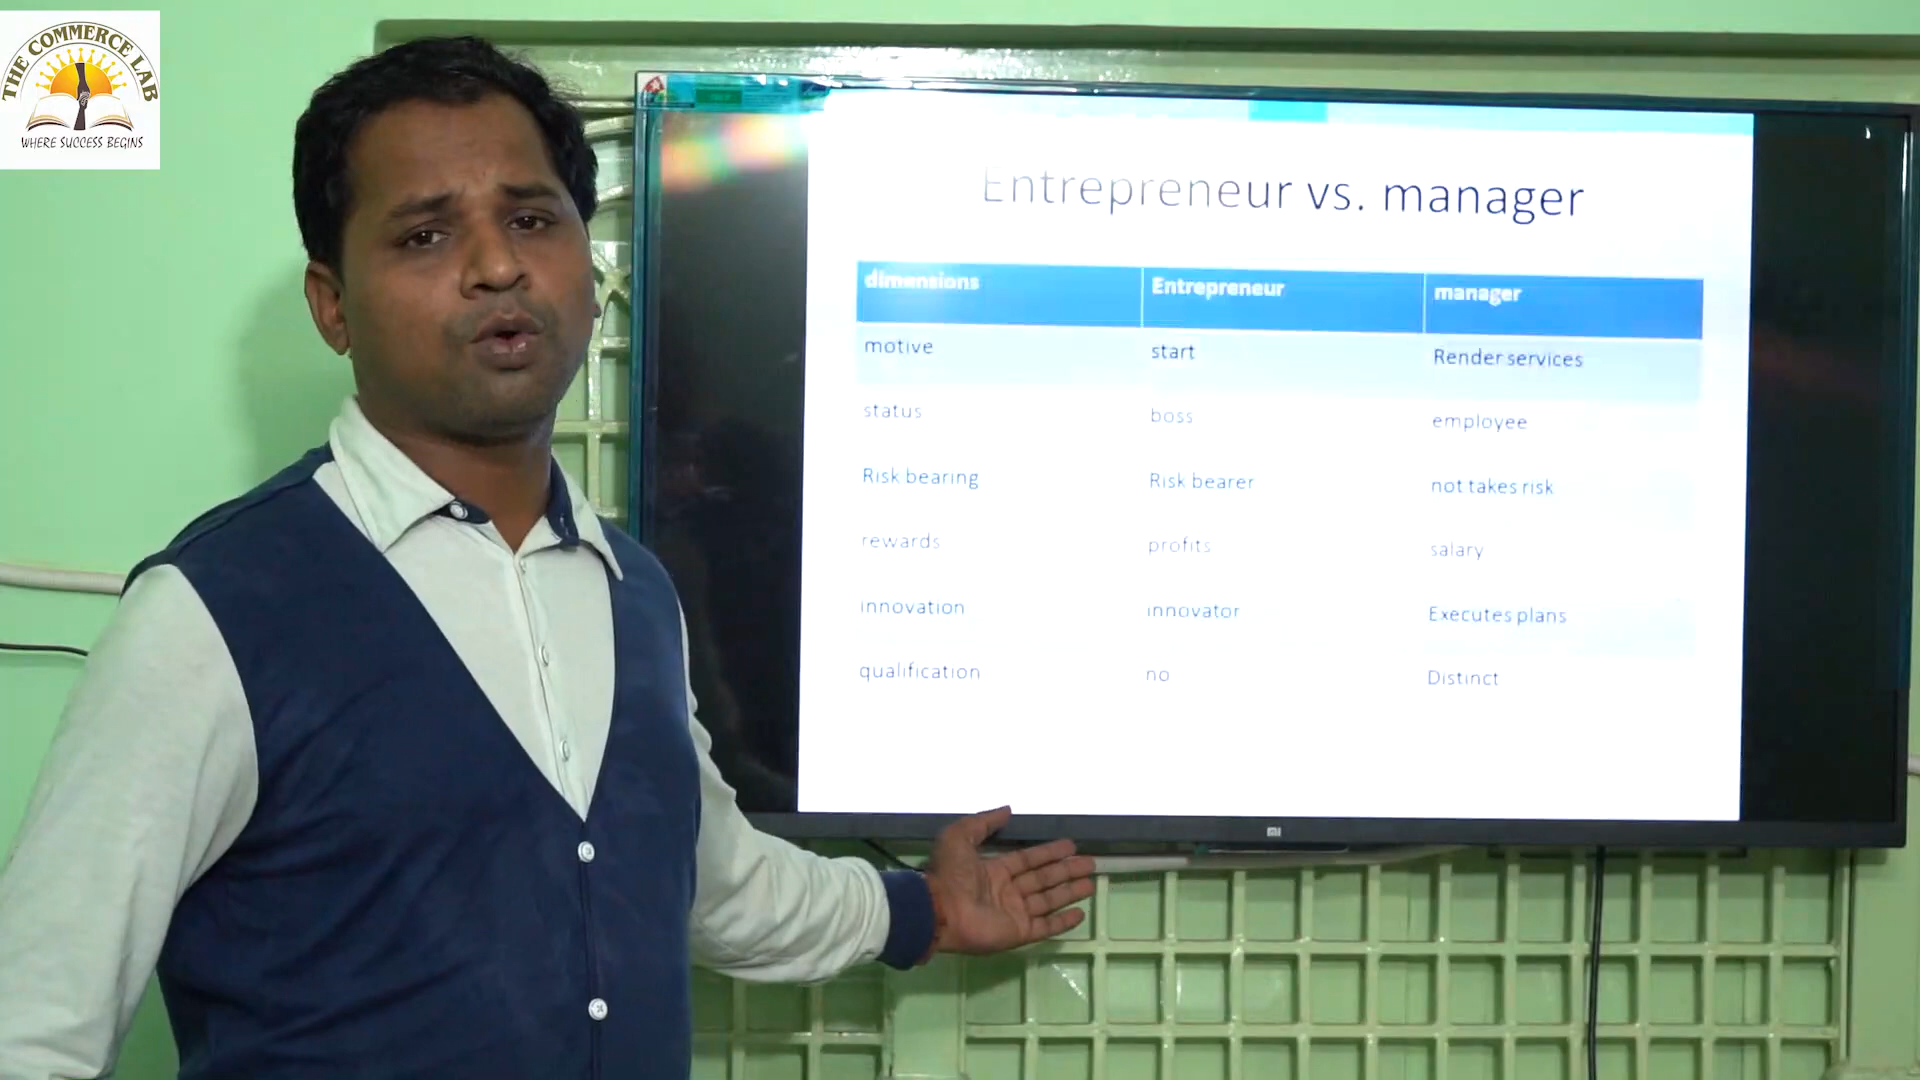 THE COMMERCE LAB
WHERE SUCCESS BEGINS
Entrepreneur vs. manager
dimensions Entrepreneur manager
motive start Render services
status boss employee
Risk bearing Risk bearer not takes risk
rewards profits salary
innovation innovator Executes plans
qualification no Distinct
mi